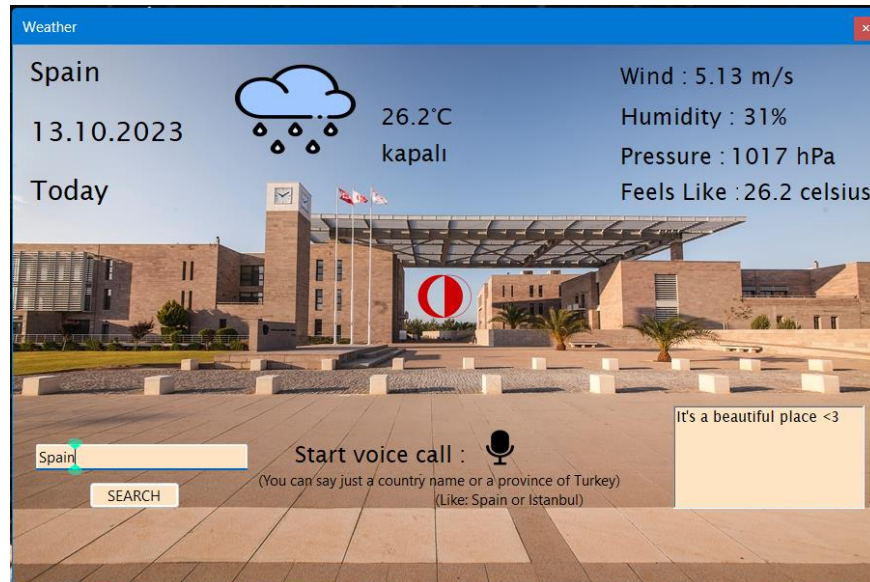 Weather
Spain
13.10.2023
Today
26.2°C
kapalı
Wind : 5.13 m/s
Humidity : 31%
Pressure : 1017 hPa
Feels Like : 26.2 celsius
It's a beautiful place <3
Spain
SEARCH
Start voice call :
(You can say just a country name or a province of Turkey)
(Like: Spain or Istanbul)